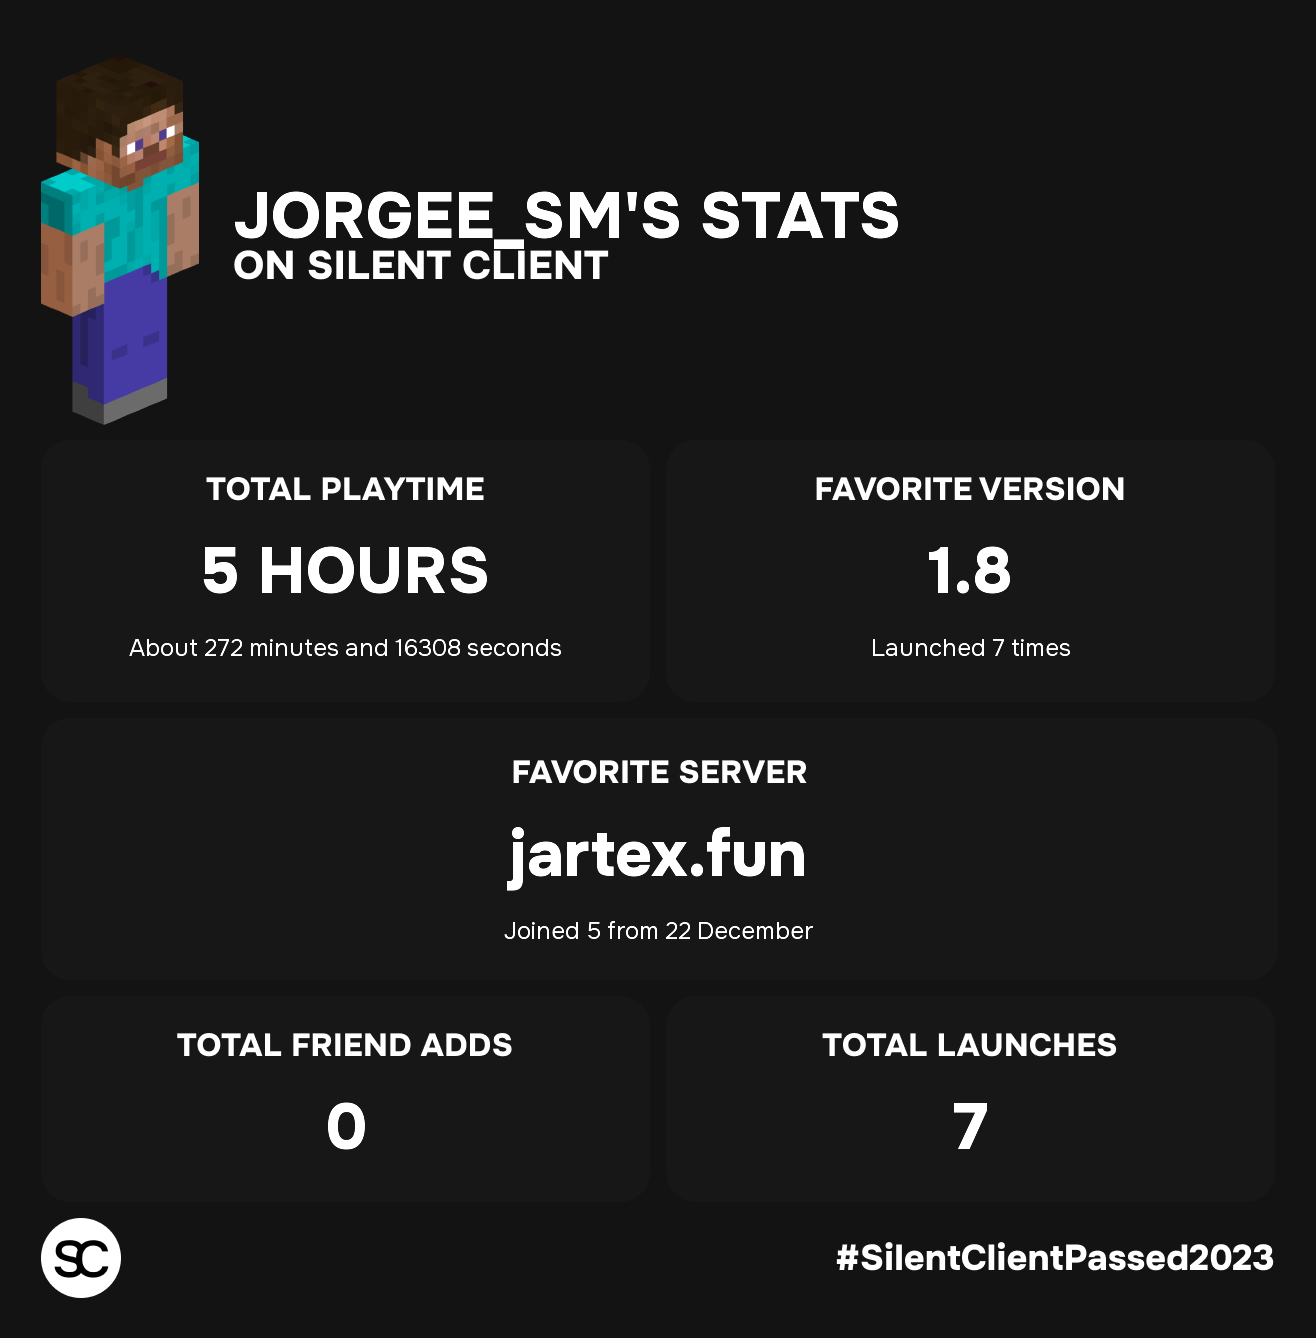 JORGEE_SM'S STATS
ON SILENT CLIENT
TOTAL PLAYTIME
5 HOURS
About 272 minutes and 16308 seconds
FAVORITE VERSION
1.8
Launched 7 times
FAVORITE SERVER
jartex.fun
Joined 5 from 22 December
TOTAL FRIEND ADDS
0
TOTAL LAUNCHES
7
SC
#SilentClientPassed2023